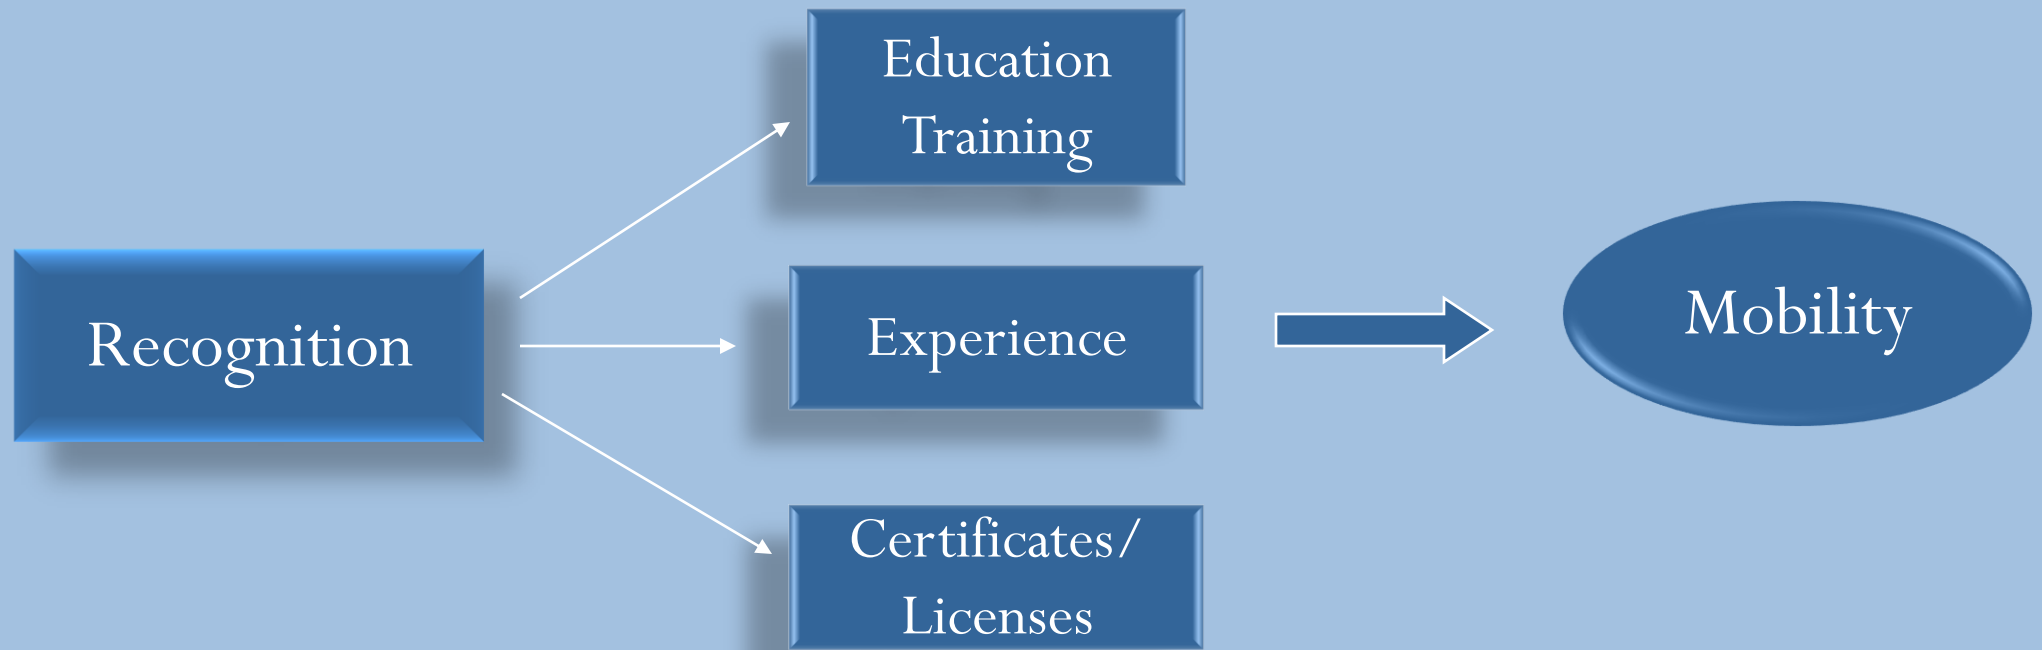 Recognition
Education
Training
Experience
Certificates/
Licenses
Mobility